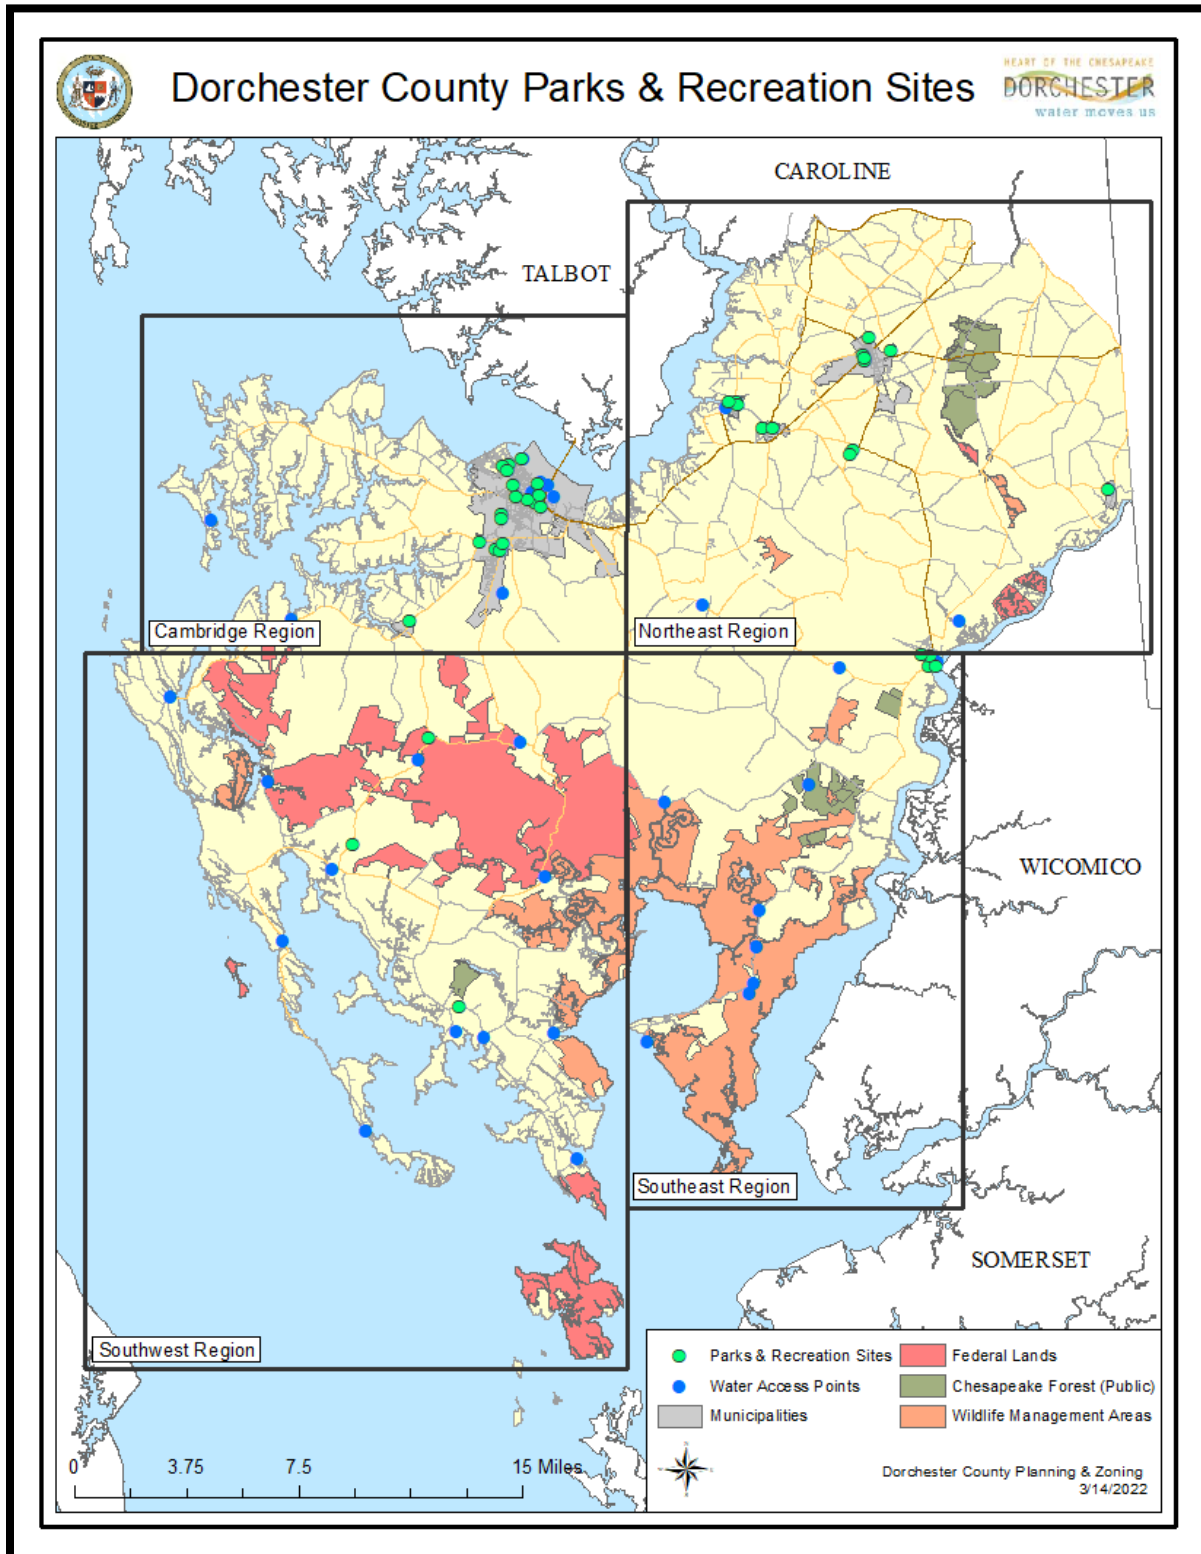 Dorchester County Parks & Recreation Sites
HEART OF THE CHESAPEAKE
DORCHESTER
water moves us
CAROLINE
TALBOT
Cambridge Region
Northeast Region
WICOMICO
Southeast Region
SOMERSET
Southwest Region
Parks & Recreation Sites
Federal Lands
Water Access Points
Chesapeake Forest (Public)
Municipalities
Wildlife Management Areas
0 3.75 7.5 15 Miles
Dorchester County Planning & Zoning
3/14/2022